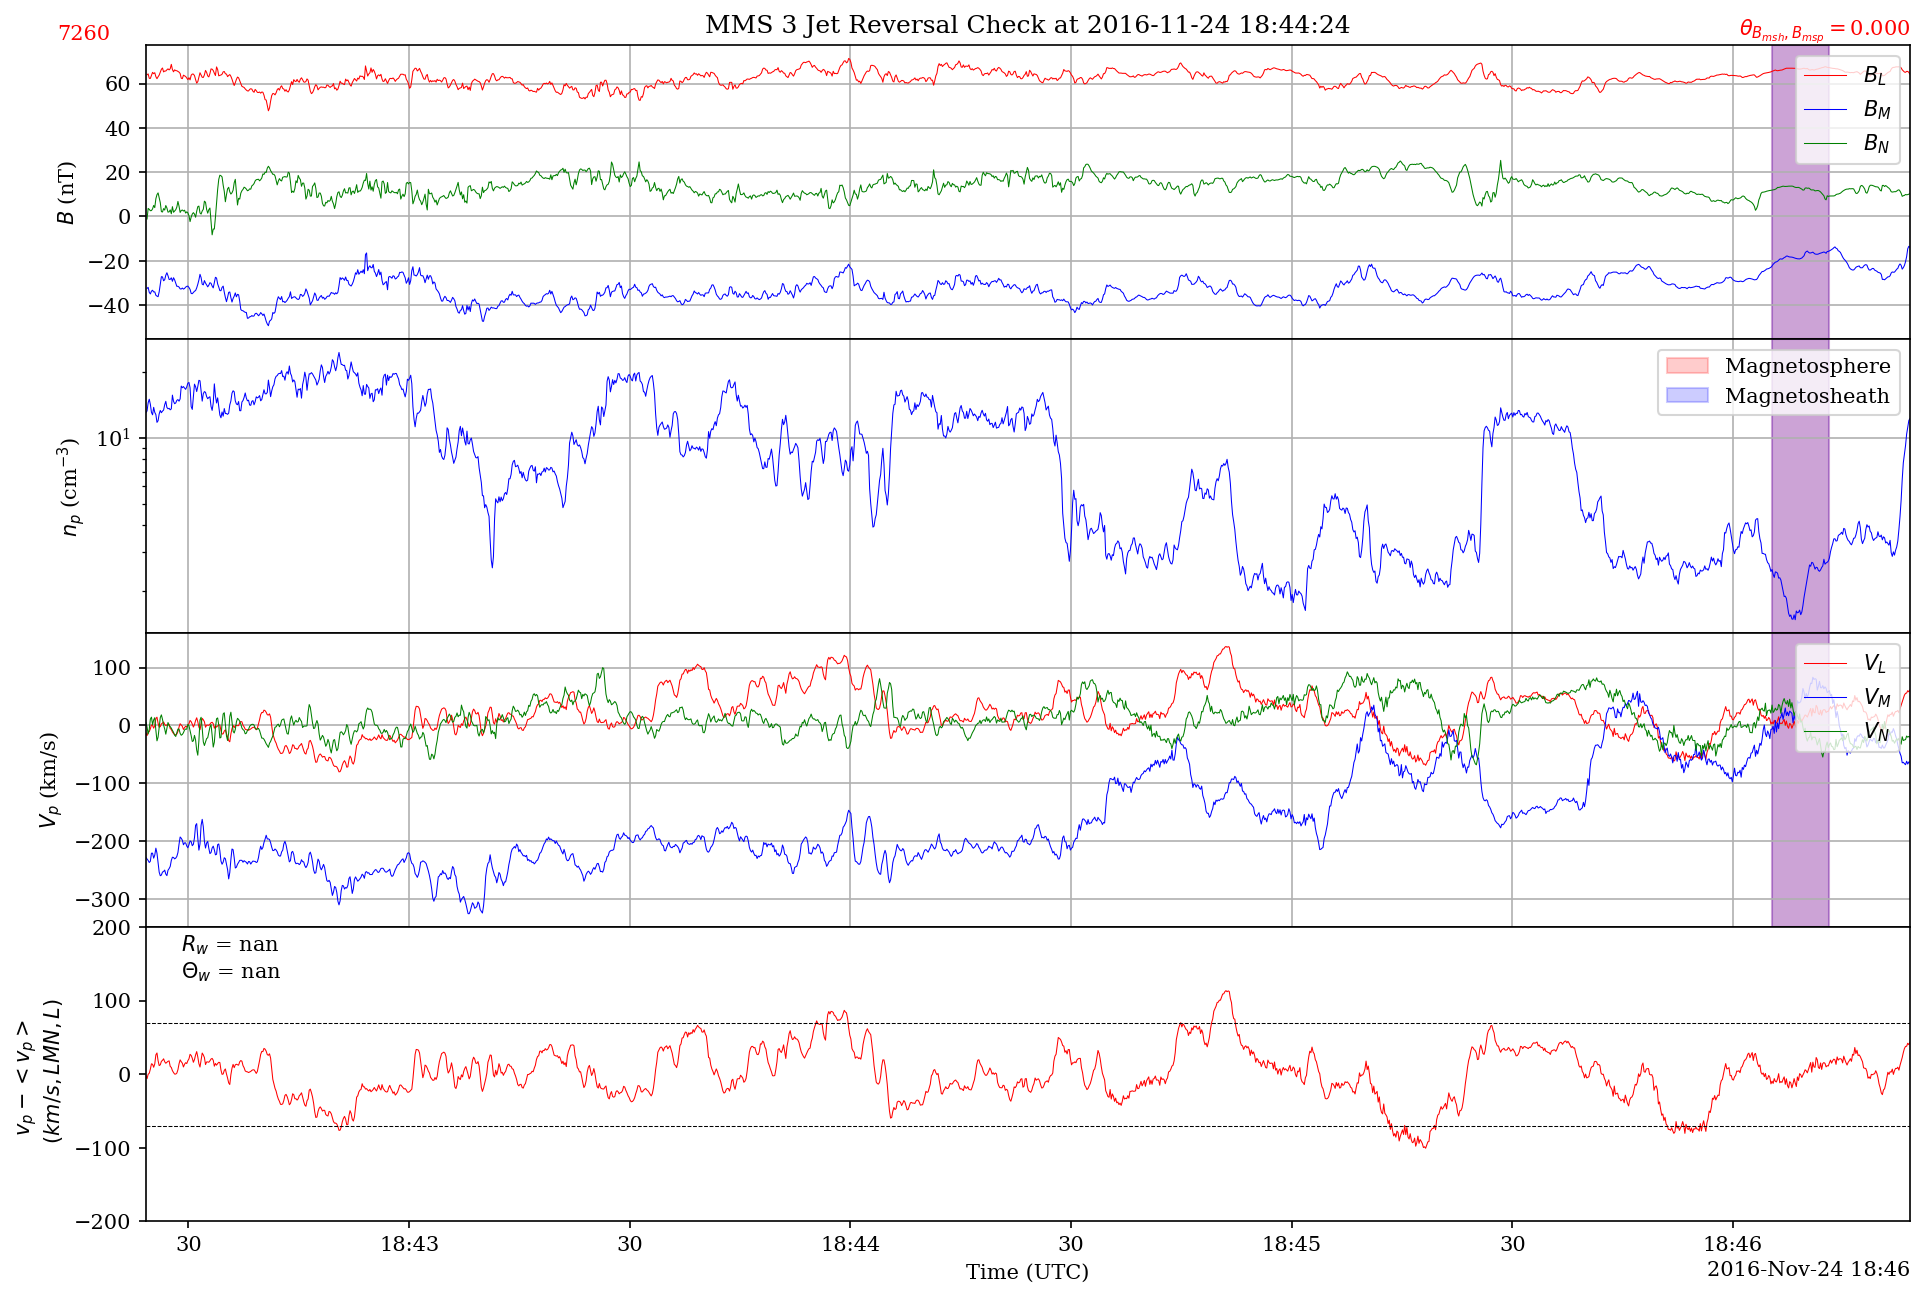 MMS 3 Jet Reversal Check at 2016-11-24 18:44:24
7260
θ_{B_{msh}, B_{msp}} = 0.000
60
40
20
0
−20
−40
B (nT)
B_L
B_M
B_N
10^1
n_p (cm^{−3})
Magnetosphere
Magnetosheath
100
0
−100
−200
−300
V_p (km/s)
V_L
V_M
V_N
200
100
0
−100
−200
v_p − < v_p >
(km/s, LMN, L)
R_w = nan
Θ_w = nan
30
18:43
30
18:44
30
18:45
30
18:46
Time (UTC)
2016-Nov-24 18:46